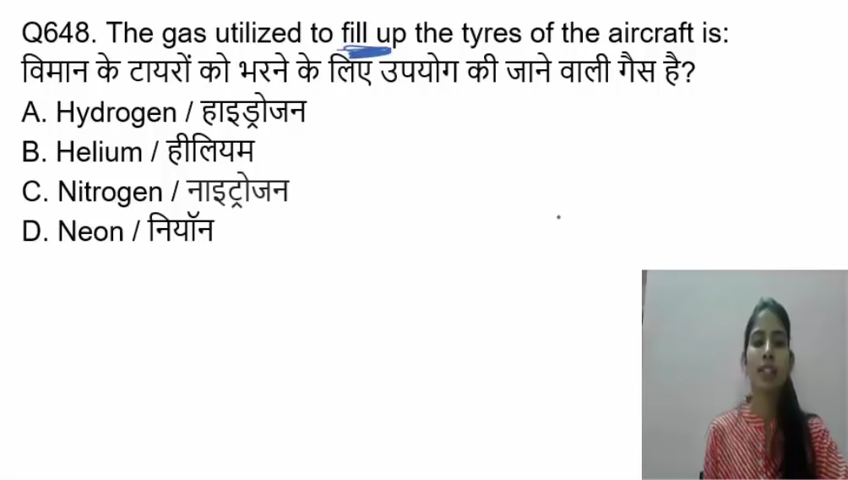 Q648. The gas utilized to fill up the tyres of the aircraft is:
विमान के टायरों को भरने के लिए उपयोग की जाने वाली गैस है?
A. Hydrogen / हाइड्रोजन
B. Helium / हीलियम
C. Nitrogen / नाइट्रोजन
D. Neon / नियॉन